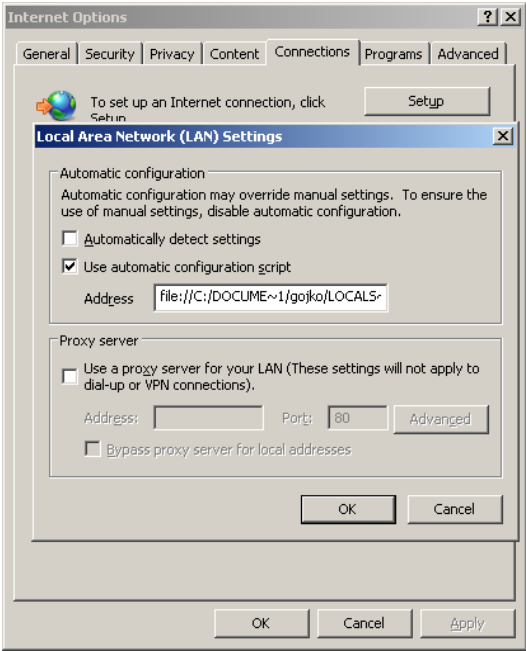 Internet Options
General Security Privacy Content Connections Programs Advanced
To set up an Internet connection, click
Setup.
Setup
Local Area Network (LAN) Settings
Automatic configuration
Automatic configuration may override manual settings. To ensure the
use of manual settings, disable automatic configuration.
Automatically detect settings
Use automatic configuration script
Address file://C:/DOCUME~1/gojko/LOCALS~
Proxy server
Use a proxy server for your LAN (These settings will not apply to
dial-up or VPN connections).
Address: Port: 80 Advanced
Bypass proxy server for local addresses
OK Cancel
OK Cancel Apply